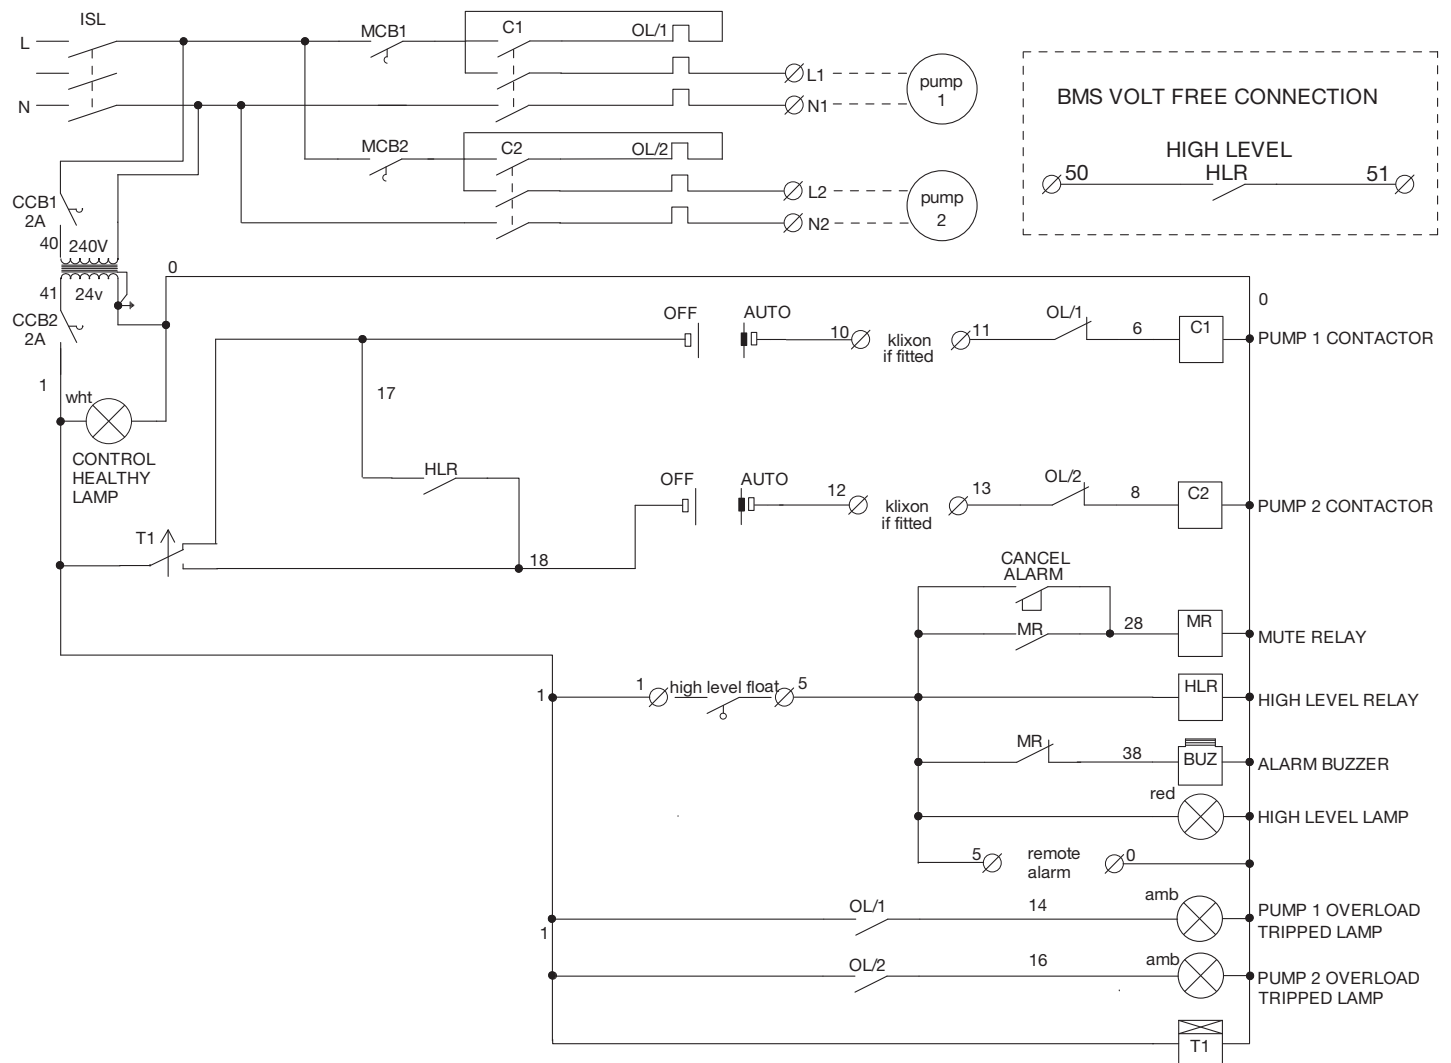 ISL
L
N
MCB1
C1
OL/1
L1
N1
pump
1
MCB2
C2
OL/2
L2
N2
pump
2
BMS VOLT FREE CONNECTION
HIGH LEVEL
50
HLR
51
CCB1
2A
40
240V
0
41
24v
CCB2
2A
1
wht
CONTROL
HEALTHY
LAMP
0
OFF
AUTO
10
klixon
if fitted
11
OL/1
6
C1
PUMP 1 CONTACTOR
17
HLR
OFF
AUTO
12
klixon
if fitted
13
OL/2
8
C2
PUMP 2 CONTACTOR
T1
18
CANCEL
ALARM
MR
28
MR
MUTE RELAY
1
1
high level float
5
HLR
HIGH LEVEL RELAY
MR
38
BUZ
ALARM BUZZER
red
HIGH LEVEL LAMP
5
remote
alarm
0
1
OL/1
14
amb
PUMP 1 OVERLOAD
TRIPPED LAMP
OL/2
16
amb
PUMP 2 OVERLOAD
TRIPPED LAMP
T1